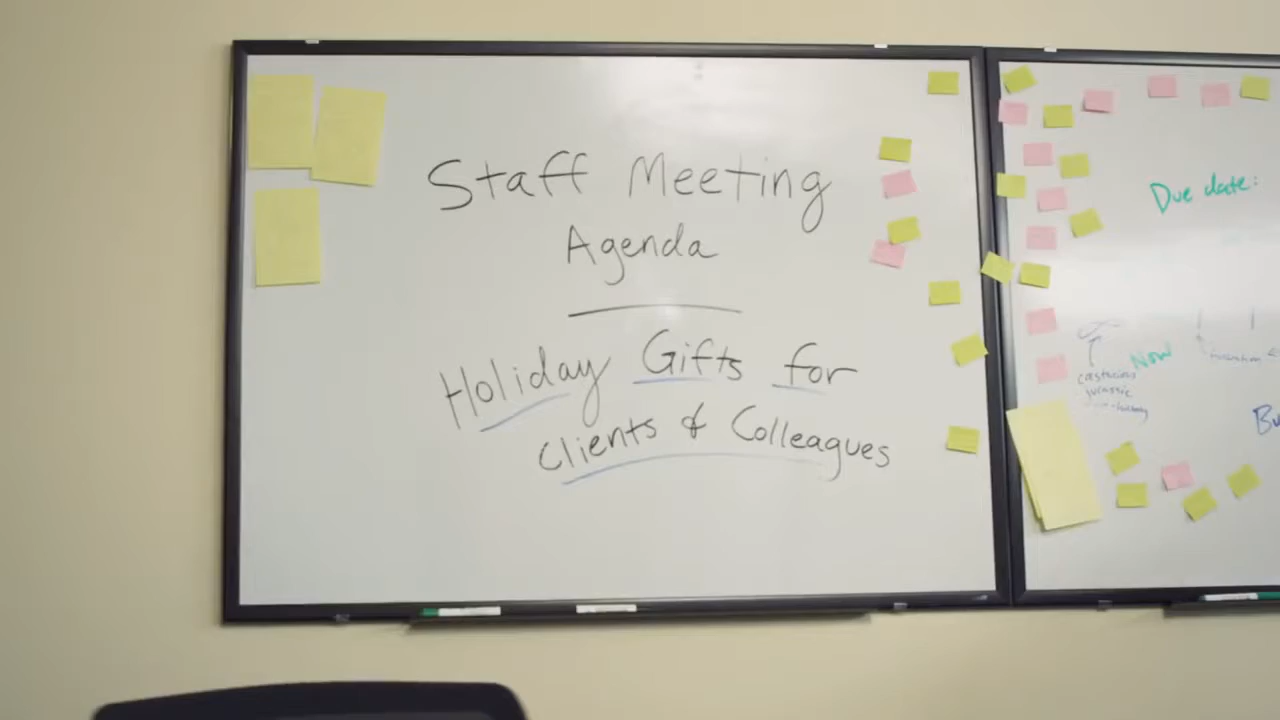 Staff Meeting
Agenda
Holiday Gifts for
Clients & Colleagues
Due date:
Now